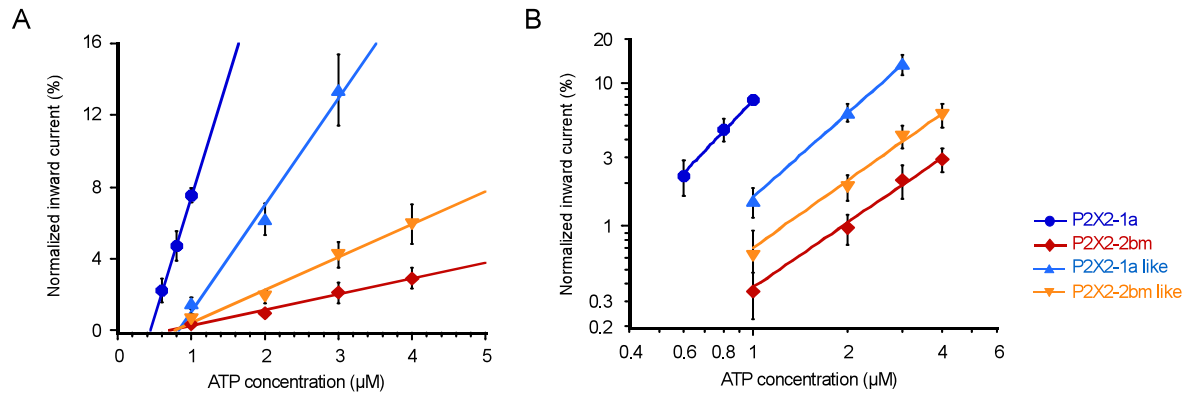 A
B
Normalized inward current (%)
16
12
8
4
0
0
1
2
3
4
5
ATP concentration (µM)
Normalized inward current (%)
20
10
3
1
0.3
0.2
0.4
0.6
0.8
1
2
4
6
ATP concentration (µM)
P2X2-1a
P2X2-2bm
P2X2-1a like
P2X2-2bm like